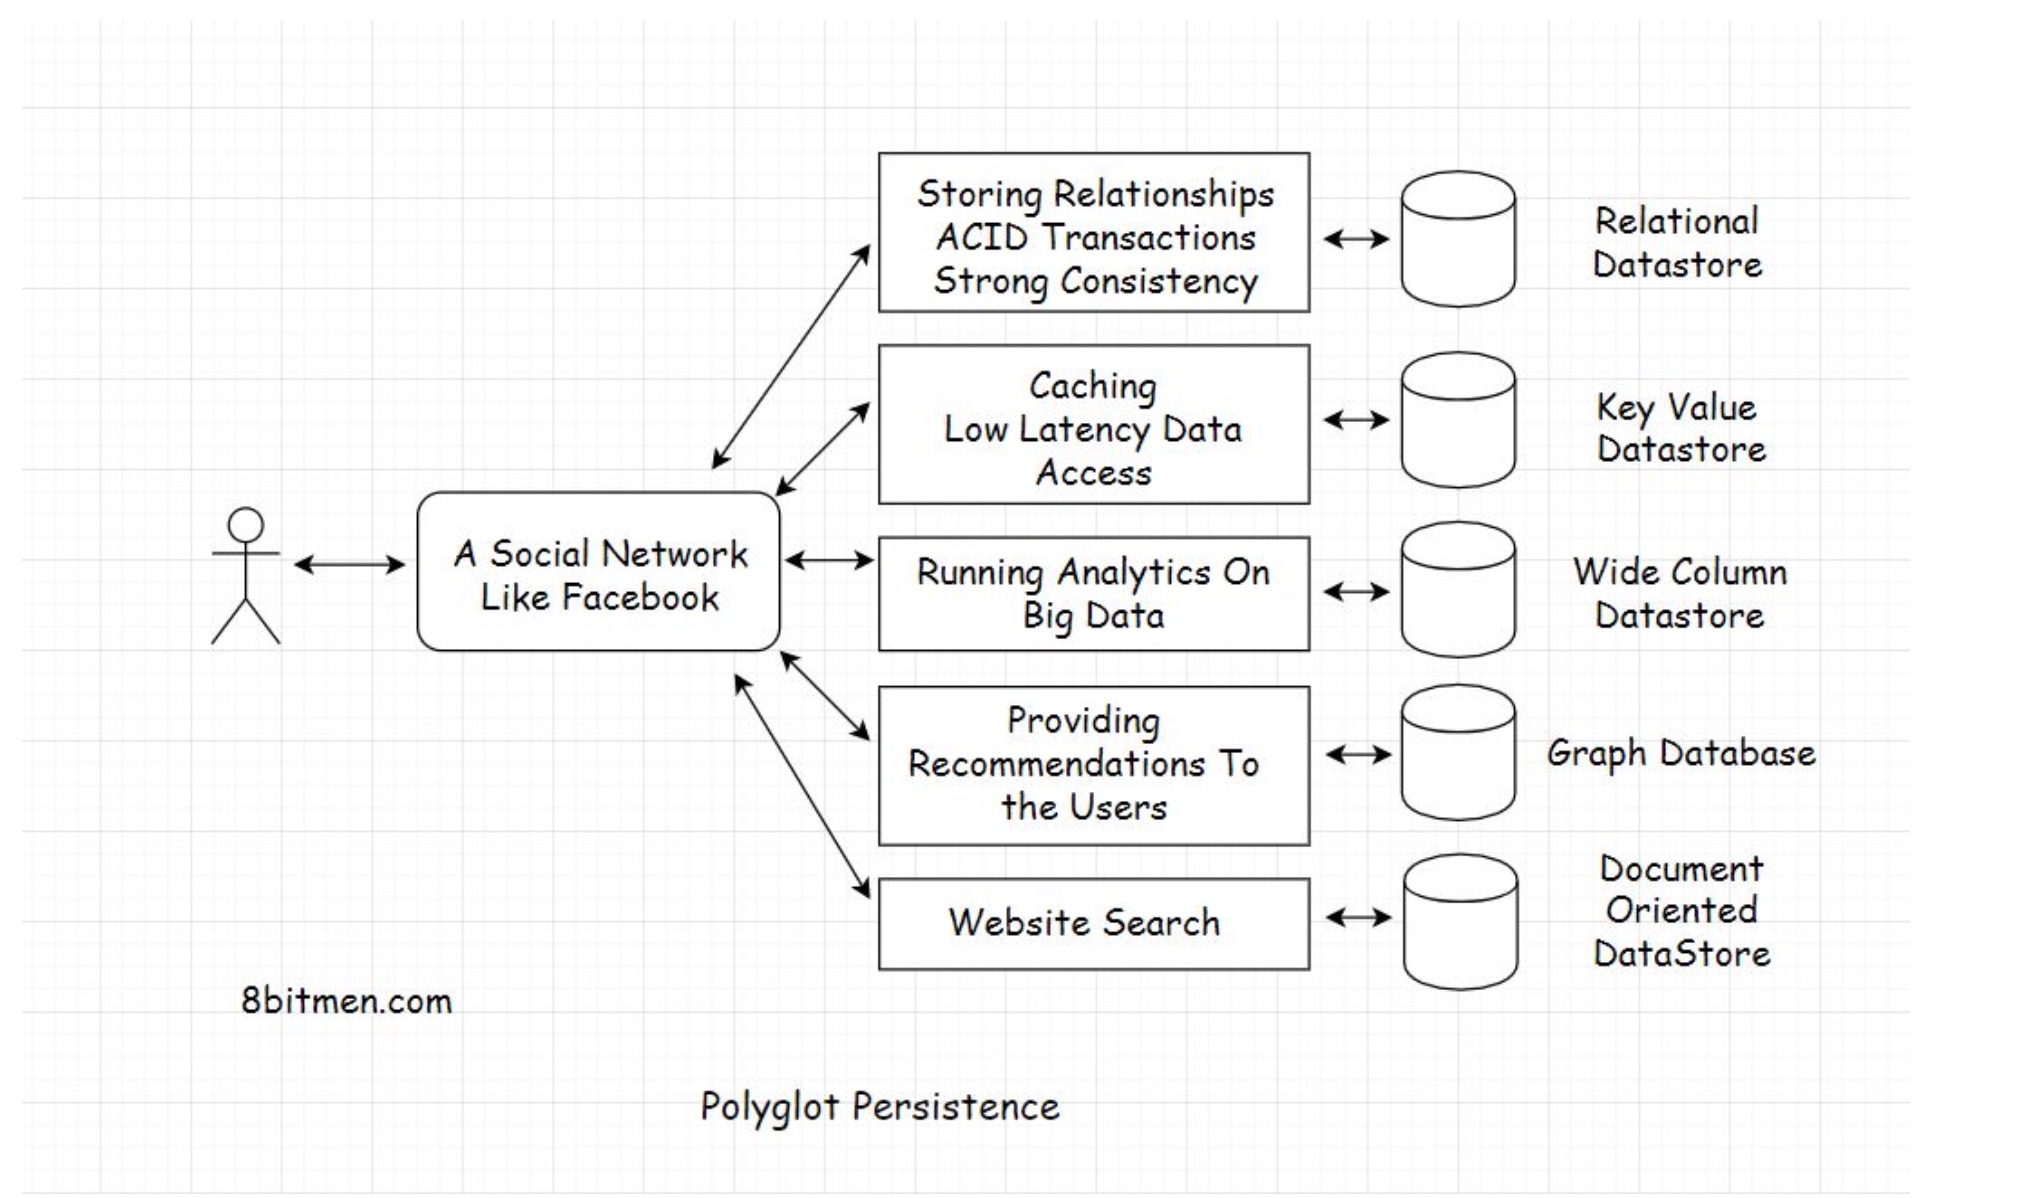 Storing Relationships
ACID Transactions
Strong Consistency
Relational
Datastore
Caching
Low Latency Data
Access
Key Value
Datastore
A Social Network
Like Facebook
Running Analytics On
Big Data
Wide Column
Datastore
Providing
Recommendations To
the Users
Graph Database
Website Search
Document
Oriented
DataStore
8bitmen.com
Polyglot Persistence